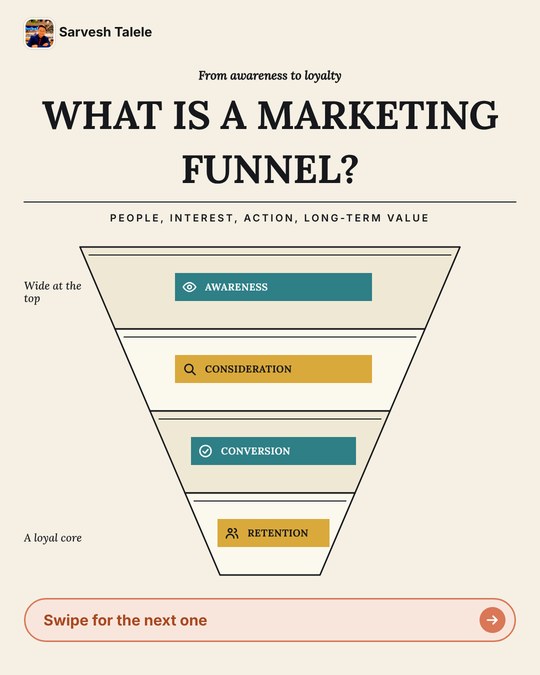 Sarvesh Talele
From awareness to loyalty
WHAT IS A MARKETING
FUNNEL?
PEOPLE, INTEREST, ACTION, LONG-TERM VALUE
Wide at the
top
AWARENESS
CONSIDERATION
CONVERSION
A loyal core
RETENTION
Swipe for the next one